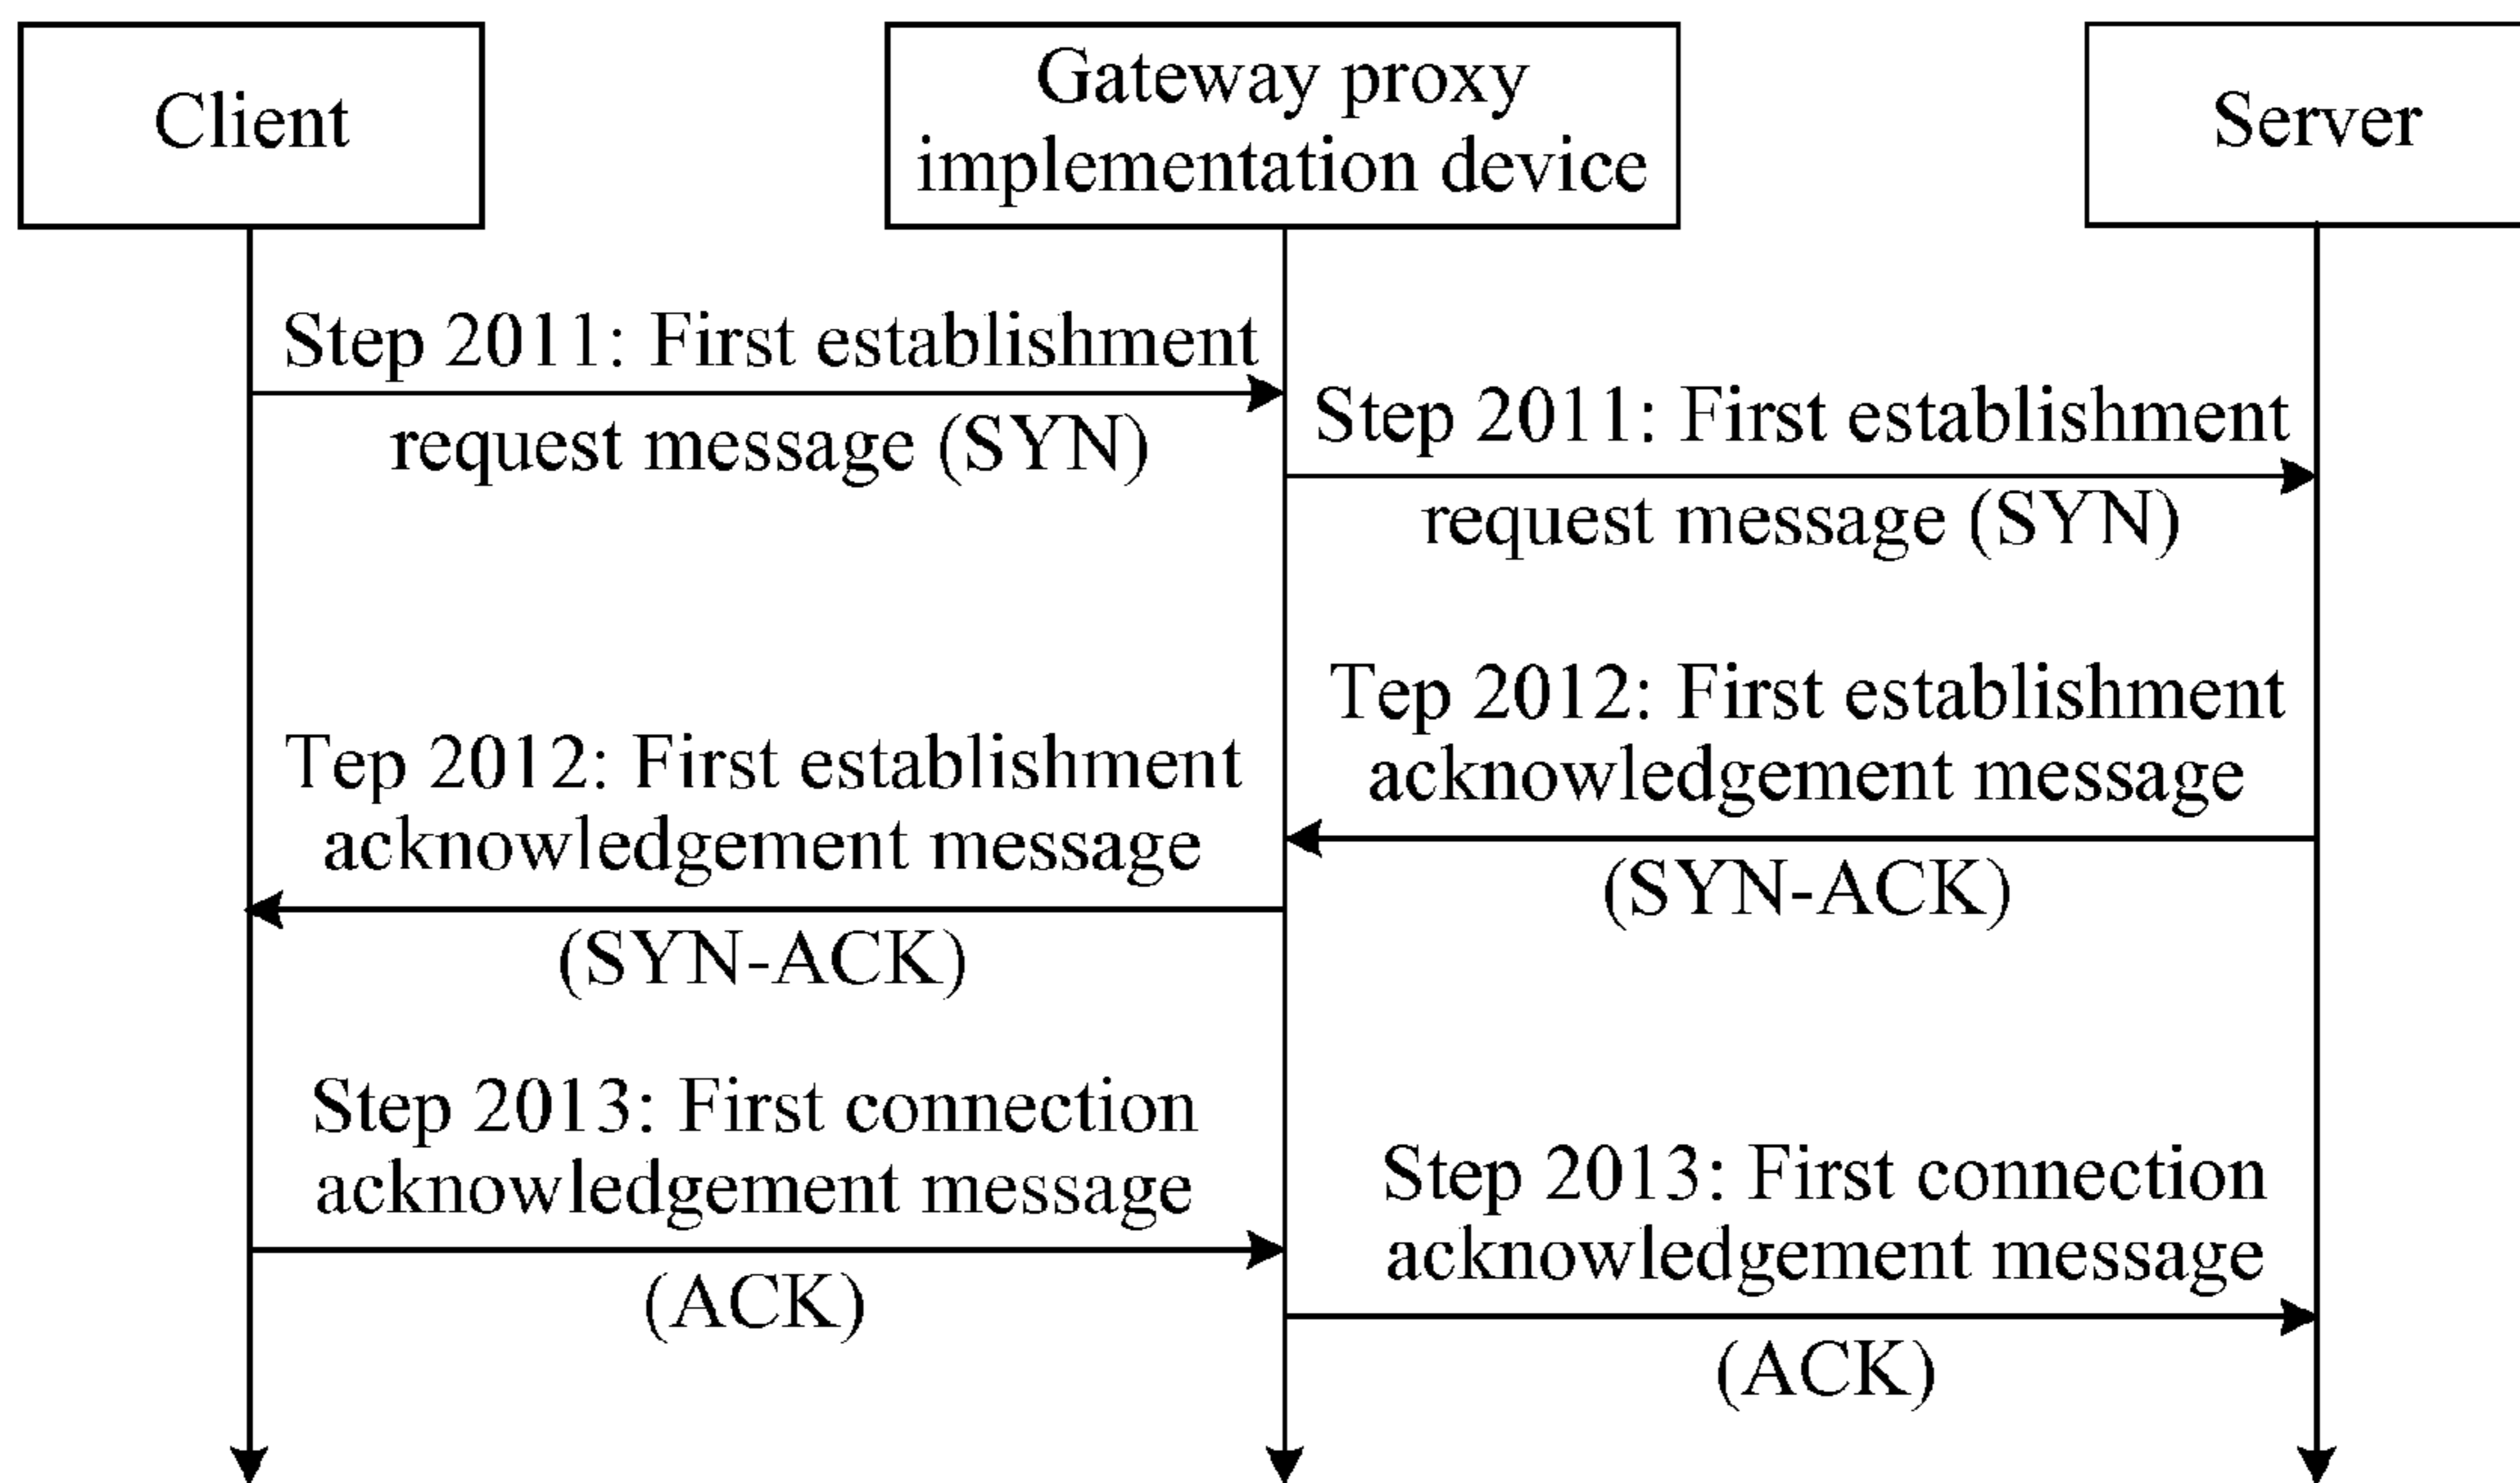 Client
Gateway proxy
implementation device
Server
Step 2011: First establishment
request message (SYN)
Step 2011: First establishment
request message (SYN)
Tep 2012: First establishment
acknowledgement message
(SYN-ACK)
Tep 2012: First establishment
acknowledgement message
(SYN-ACK)
Step 2013: First connection
acknowledgement message
(ACK)
Step 2013: First connection
acknowledgement message
(ACK)